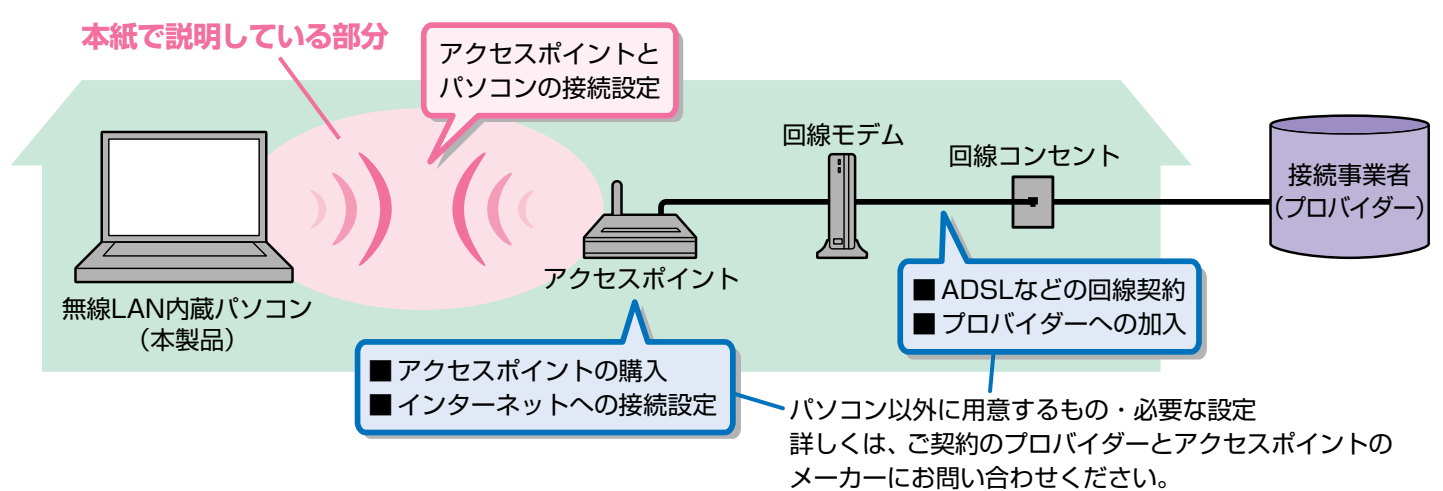 本紙で説明している部分
アクセスポイントと
パソコンの接続設定
回線モデム
回線コンセント
接続事業者
(プロバイダー)
アクセスポイント
無線LAN内蔵パソコン
(本製品)
■ ADSLなどの回線契約
■ プロバイダーへの加入
■ アクセスポイントの購入
■ インターネットへの接続設定
パソコン以外に用意するもの・必要な設定
詳しくは、ご契約のプロバイダーとアクセスポイントの
メーカーにお問い合わせください。